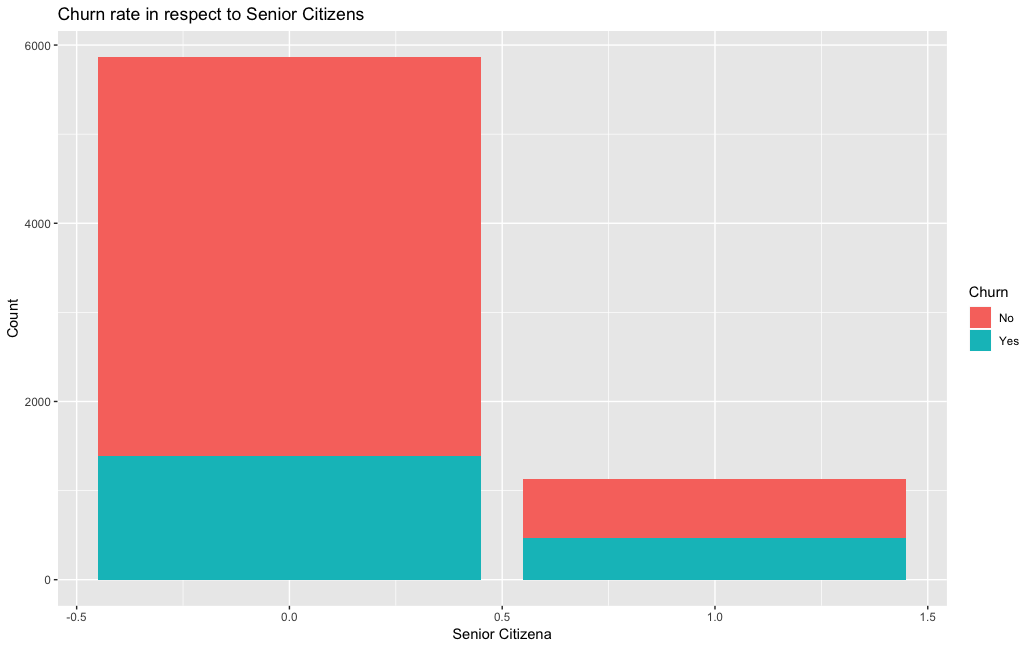 Churn rate in respect to Senior Citizens
6000
4000
2000
0
Count
-0.5
0.0
0.5
1.0
1.5
Senior Citizena
Churn
No
Yes